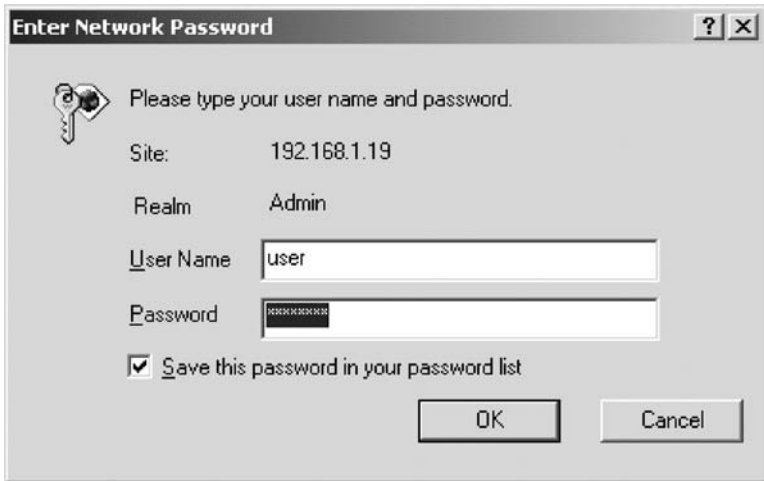 Enter Network Password
Please type your user name and password.
Site: 192.168.1.19
Realm Admin
User Name user
Password ********
Save this password in your password list
OK Cancel